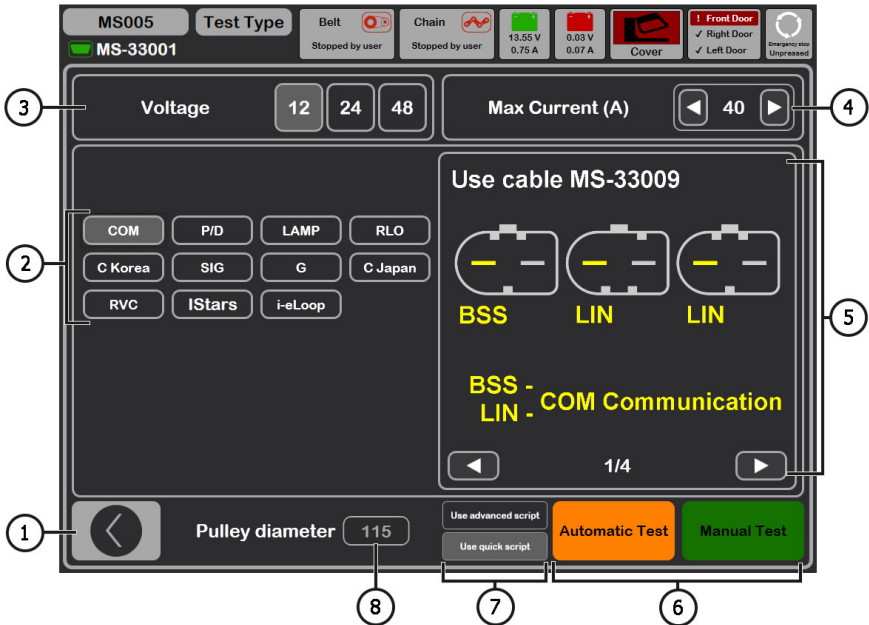 MS005
Test Type
MS-33001
Belt
Stopped by user
Chain
Stopped by user
13.55 V
0.75 A
0.03 V
0.07 A
Cover
! Front Door
✓ Right Door
✓ Left Door
Emergency stop
Unpressed
3
Voltage
12
24
48
Max Current (A)
40
4
2
COM
P/D
LAMP
RLO
C Korea
SIG
G
C Japan
RVC
IStars
i-eLoop
Use cable MS-33009
BSS
LIN
LIN
BSS -
LIN -
COM Communication
1/4
5
1
Pulley diameter
115
Use advanced script
Use quick script
Automatic Test
Manual Test
8
7
6